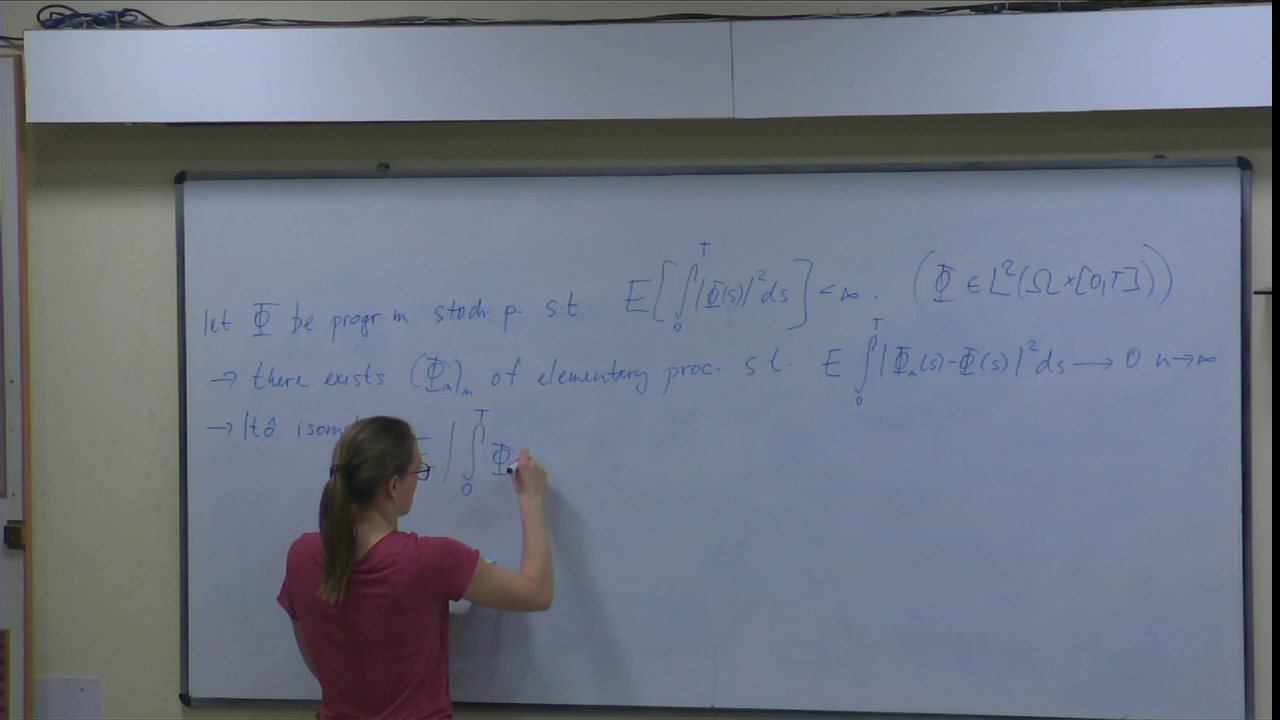 let Φ be progr.m. stoch. p. s.t. E[∫₀ᵀ|Φ(s)|²ds] < ∞. (Φ ∈ L²(Ω×[0,T]))
→ there exists (Φₙ)ₙ of elementary proc. s.t. E ∫₀ᵀ|Φₙ(s)-Φ(s)|²ds → 0 n→∞
→ Itô | ∫₀ᵀ Φ